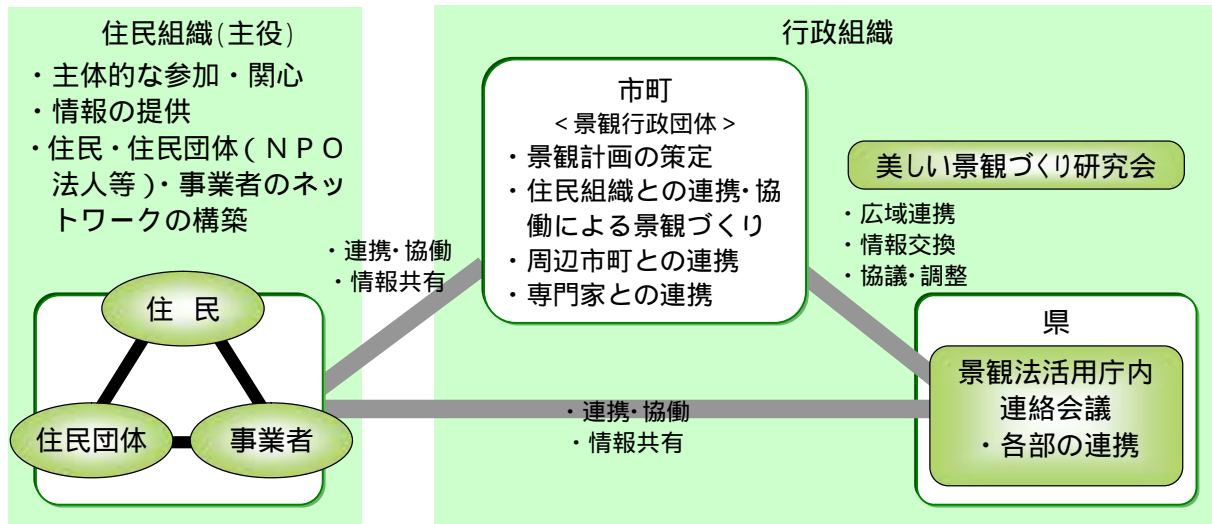 住民組織(主役)
・主体的な参加・関心
・情報の提供
・住民・住民団体(NPO
法人等)・事業者のネッ
トワークの構築
住 民
住民団体
事業者
・連携・協働
・情報共有
行政組織
市町
<景観行政団体>
・景観計画の策定
・住民組織との連携・協
働による景観づくり
・周辺市町との連携
・専門家との連携
美しい景観づくり研究会
・広域連携
・情報交換
・協議・調整
県
景観法活用庁内
連絡会議
・各部の連携
・連携・協働
・情報共有